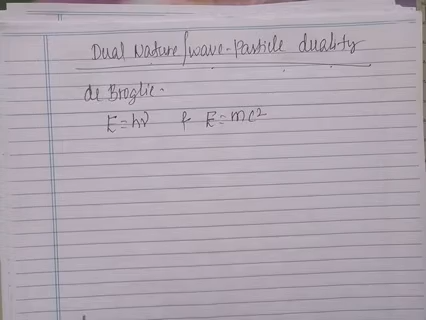 Dual Nature/wave-Particle duality
de Broglie.
E=hν & E=mc²